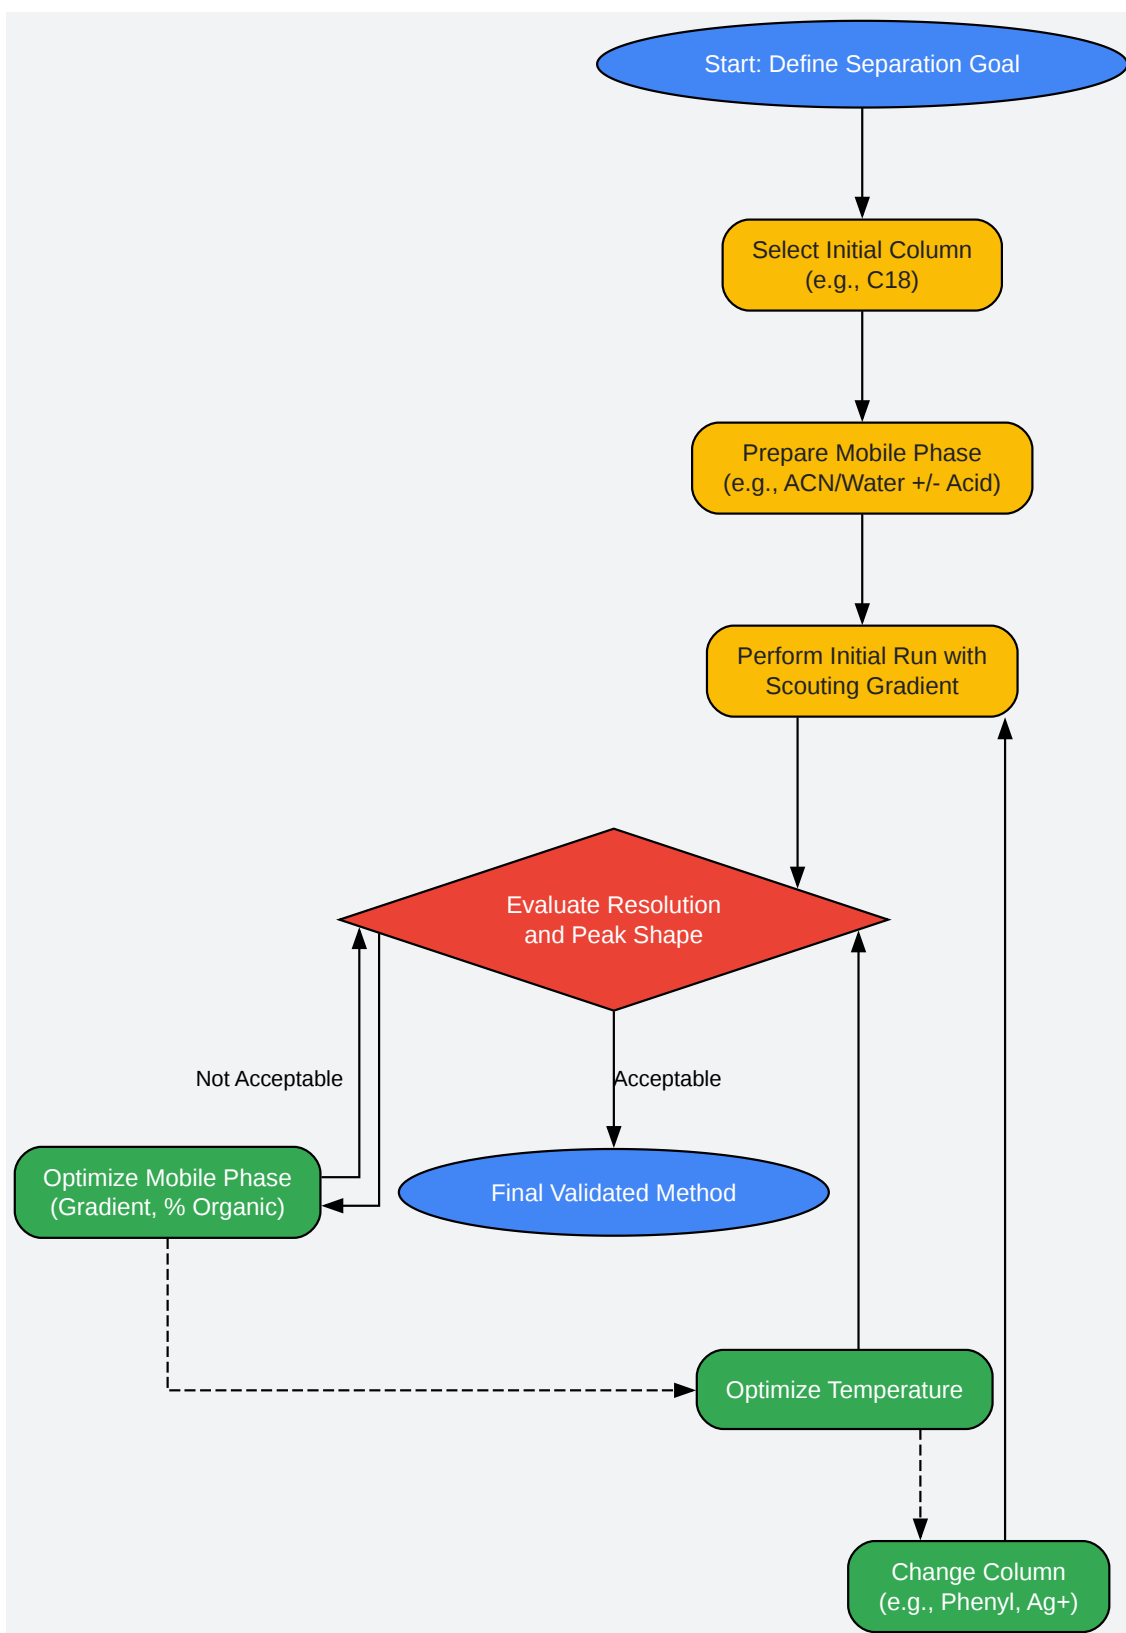 Start: Define Separation Goal
Select Initial Column
(e.g., C18)
Prepare Mobile Phase
(e.g., ACN/Water +/- Acid)
Perform Initial Run with
Scouting Gradient
Evaluate Resolution
and Peak Shape
Not Acceptable
Acceptable
Optimize Mobile Phase
(Gradient, % Organic)
Final Validated Method
Optimize Temperature
Change Column
(e.g., Phenyl, Ag+)